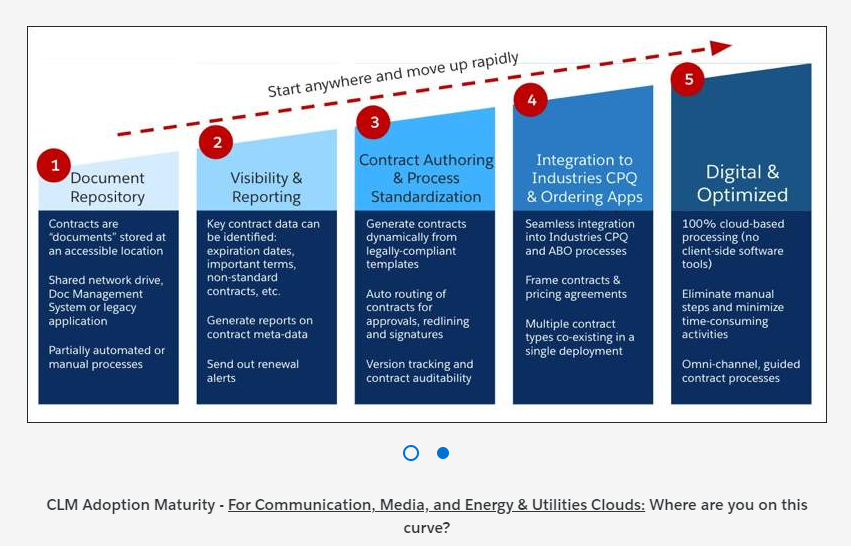 Start anywhere and move up rapidly
1
Document
Repository
Contracts are
"documents" stored at
an accessible location
Shared network drive,
Doc Management
System or legacy
application
Partially automated or
manual processes
2
Visibility &
Reporting
Key contract data can
be identified:
expiration dates,
important terms,
non-standard
contracts, etc.
Generate reports on
contract meta-data
Send out renewal
alerts
3
Contract Authoring
& Process
Standardization
Generate contracts
dynamically from
legally-compliant
templates
Auto routing of
contracts for
approvals, redlining
and signatures
Version tracking and
contract auditability
4
Integration to
Industries CPQ
& Ordering Apps
Seamless integration
into Industries CPQ
and ABO processes
Frame contracts &
pricing agreements
Multiple contract
types co-existing in a
single deployment
5
Digital &
Optimized
100% cloud-based
processing (no
client-side software
tools)
Eliminate manual
steps and minimize
time-consuming
activities
Omni-channel, guided
contract processes
CLM Adoption Maturity - For Communication, Media, and Energy & Utilities Clouds: Where are you on this
curve?